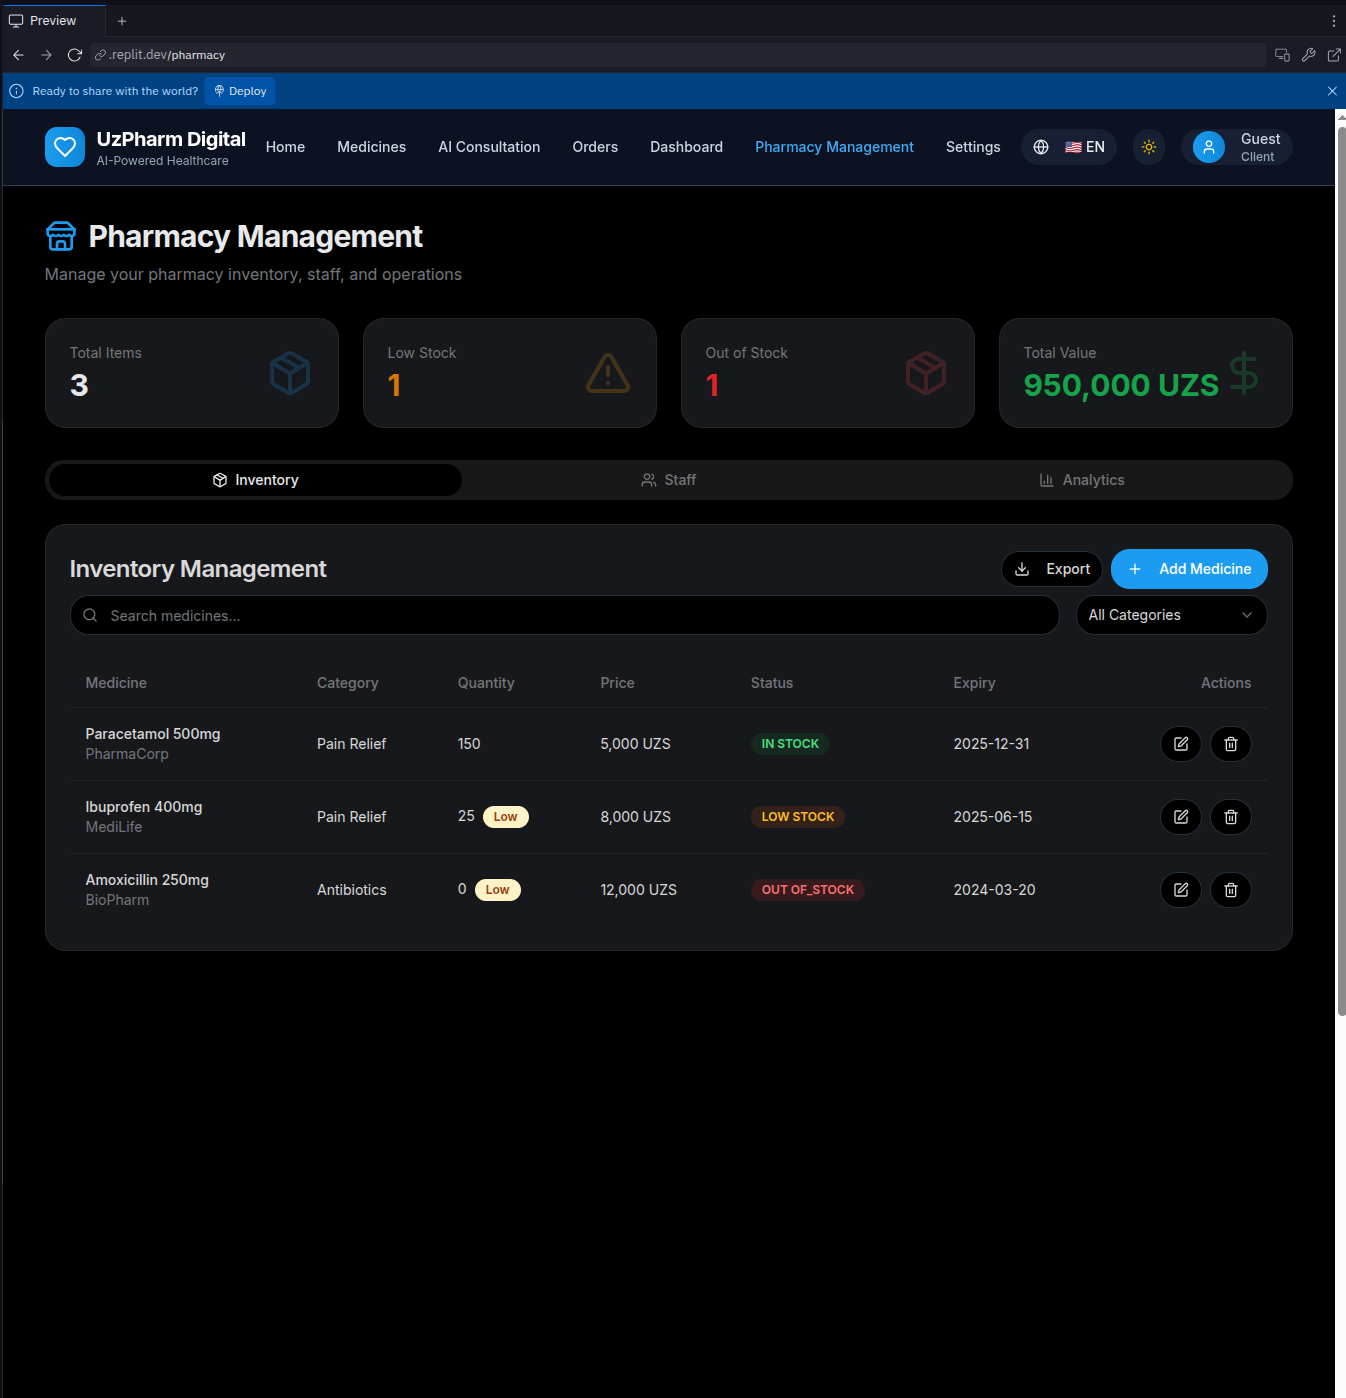 Preview
.replit.dev/pharmacy
Ready to share with the world? Deploy
UzPharm Digital
AI-Powered Healthcare
Home Medicines AI Consultation Orders Dashboard Pharmacy Management Settings
🇺🇸 EN
Guest
Client
Pharmacy Management
Manage your pharmacy inventory, staff, and operations
Total Items
3
Low Stock
1
Out of Stock
1
Total Value
950,000 UZS
Inventory Staff Analytics
Inventory Management
Export
Add Medicine
Search medicines...
All Categories
Medicine Category Quantity Price Status Expiry Actions
Paracetamol 500mg
PharmaCorp
Pain Relief 150 5,000 UZS IN STOCK 2025-12-31
Ibuprofen 400mg
MediLife
Pain Relief 25 Low 8,000 UZS LOW STOCK 2025-06-15
Amoxicillin 250mg
BioPharm
Antibiotics 0 Low 12,000 UZS OUT OF_STOCK 2024-03-20